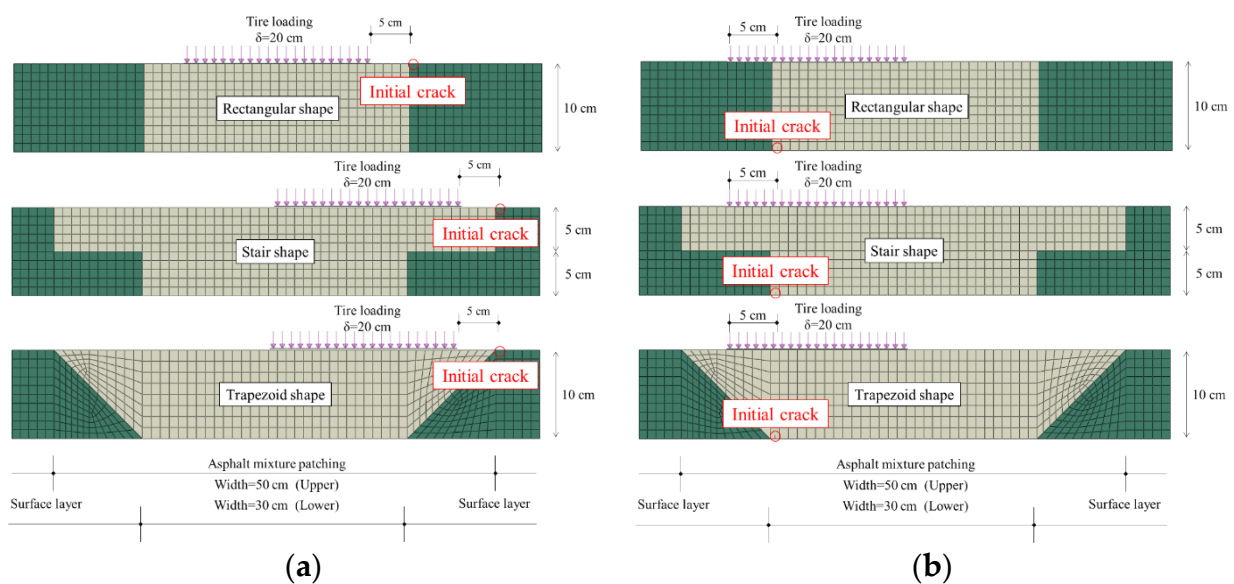 Tire loading
δ=20 cm
5 cm
Initial crack
Rectangular shape
10 cm
Tire loading
δ=20 cm
5 cm
Initial crack
Stair shape
5 cm
5 cm
Tire loading
δ=20 cm
5 cm
Initial crack
Trapezoid shape
10 cm
Asphalt mixture patching
Width=50 cm (Upper)
Surface layer
Width=30 cm (Lower)
Surface layer
(a)
Tire loading
δ=20 cm
5 cm
Rectangular shape
Initial crack
10 cm
Tire loading
δ=20 cm
5 cm
Stair shape
Initial crack
5 cm
5 cm
Tire loading
δ=20 cm
5 cm
Trapezoid shape
Initial crack
10 cm
Asphalt mixture patching
Width=50 cm (Upper)
Surface layer
Width=30 cm (Lower)
Surface layer
(b)